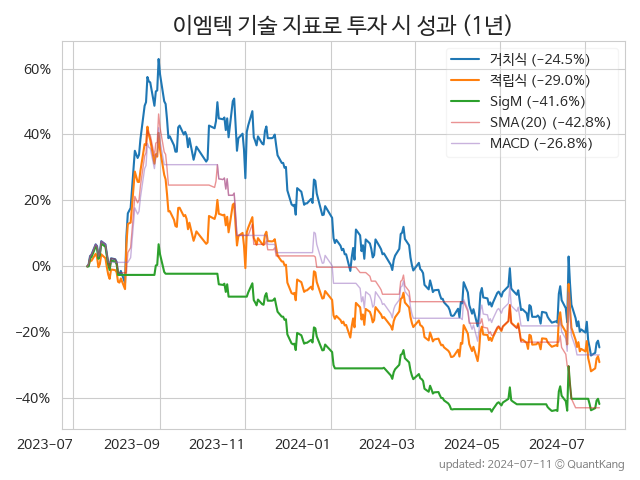 이엠텍 기술 지표로 투자 시 성과 (1년)
거치식 (−24.5%)
적립식 (−29.0%)
SigM (−41.6%)
SMA(20) (−42.8%)
MACD (−26.8%)
60%
40%
20%
0%
−20%
−40%
2023-07 2023-09 2023-11 2024-01 2024-03 2024-05 2024-07
updated: 2024-07-11 © QuantKang